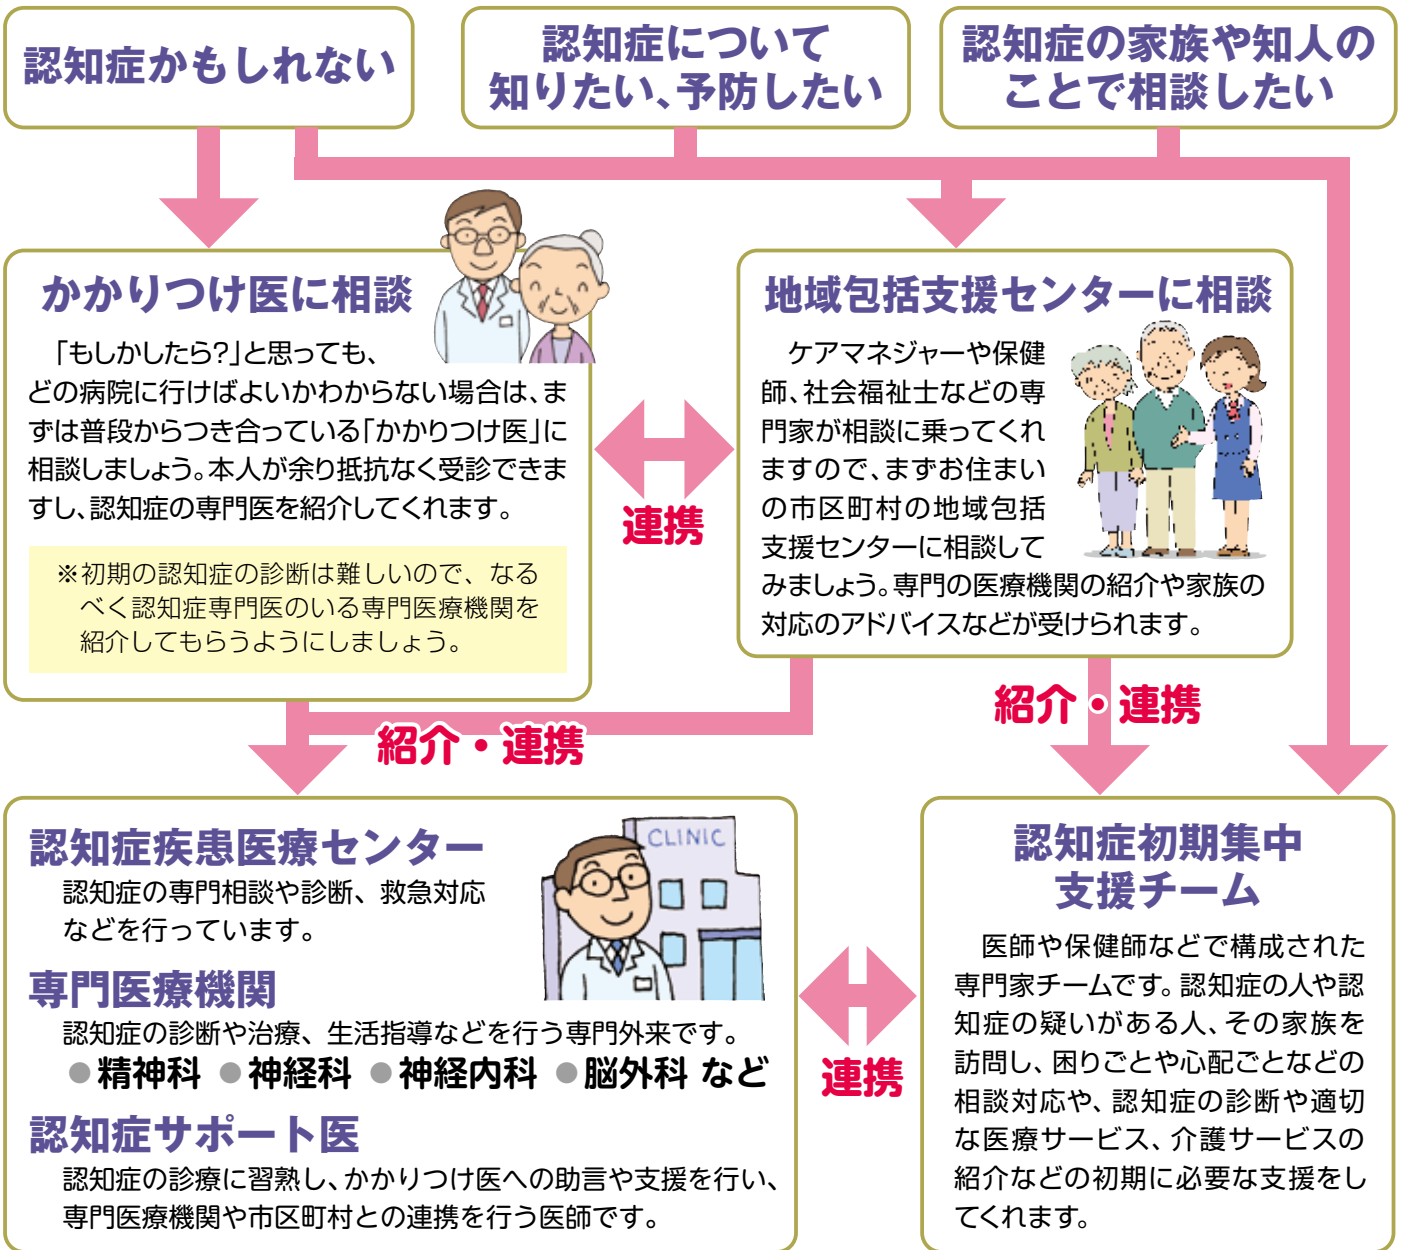 認知症かもしれない
認知症について
知りたい、予防したい
認知症の家族や知人の
ことで相談したい
かかりつけ医に相談
「もしかしたら?」と思っても、
どの病院に行けばよいかわからない場合は、ま
ずは普段からつき合っている「かかりつけ医」に
相談しましょう。本人が余り抵抗なく受診できま
すし、認知症の専門医を紹介してくれます。
※初期の認知症の診断は難しいので、なる
べく認知症専門医のいる専門医療機関を
紹介してもらうようにしましょう。
連携
地域包括支援センターに相談
ケアマネジャーや保健
師、社会福祉士などの専
門家が相談に乗ってくれ
ますので、まずお住まい
の市区町村の地域包括
支援センターに相談して
みましょう。専門の医療機関の紹介や家族の
対応のアドバイスなどが受けられます。
紹介・連携
紹介・連携
認知症疾患医療センター
認知症の専門相談や診断、救急対応
などを行っています。
CLINIC
専門医療機関
認知症の診断や治療、生活指導などを行う専門外来です。
●精神科 ●神経科 ●神経内科 ●脳外科 など
認知症サポート医
認知症の診療に習熟し、かかりつけ医への助言や支援を行い、
専門医療機関や市区町村との連携を行う医師です。
連携
認知症初期集中
支援チーム
医師や保健師などで構成された
専門家チームです。認知症の人や認
知症の疑いがある人、その家族を
訪問し、困りごとや心配ごとなどの
相談対応や、認知症の診断や適切
な医療サービス、介護サービスの
紹介などの初期に必要な支援をし
てくれます。